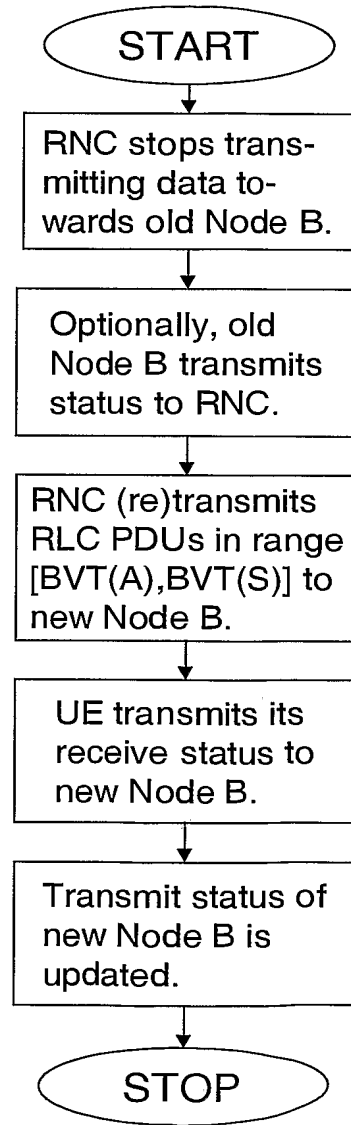 START
RNC stops trans-
mitting data to-
wards old Node B.
Optionally, old
Node B transmits
status to RNC.
RNC (re)transmits
RLC PDUs in range
[BVT(A),BVT(S)] to
new Node B.
UE transmits its
receive status to
new Node B.
Transmit status of
new Node B is
updated.
STOP